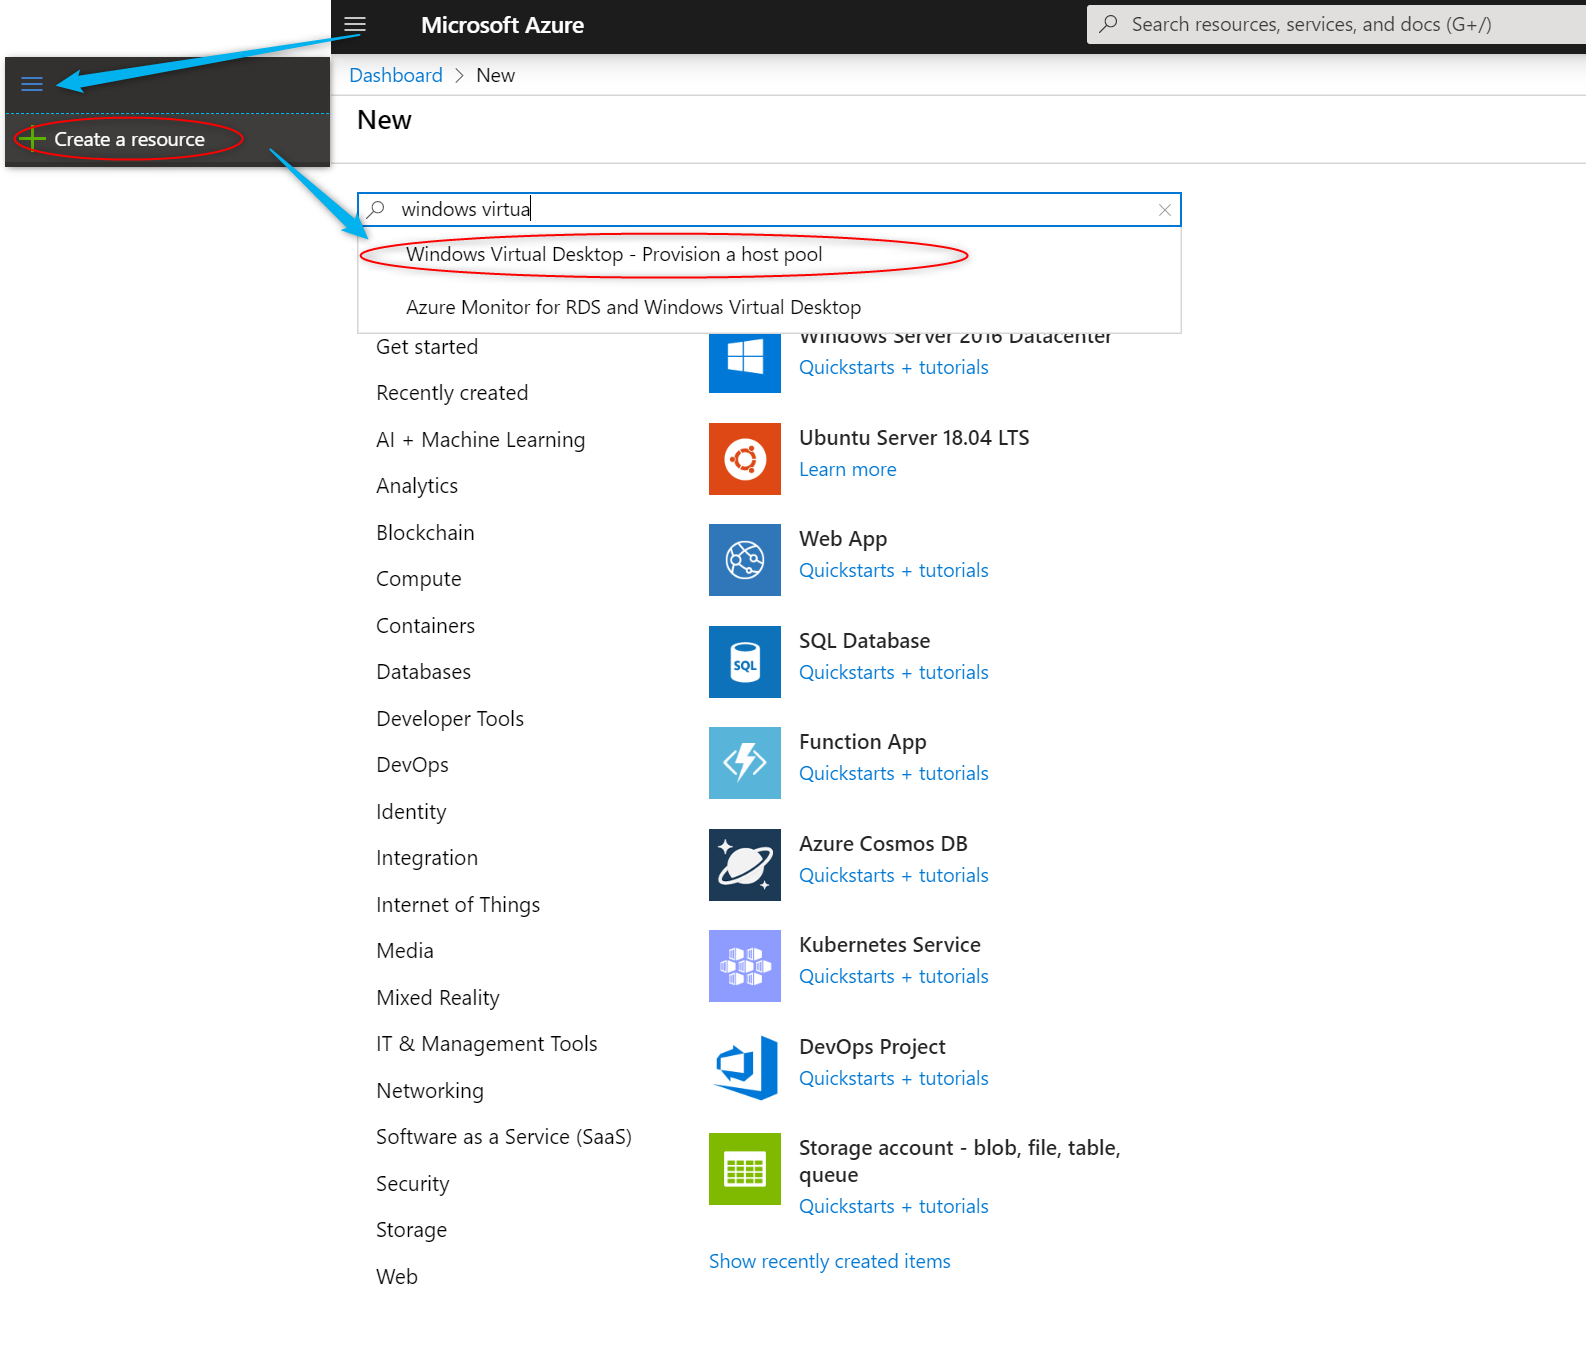 Microsoft Azure
Search resources, services, and docs (G+/)
Dashboard > New
Create a resource
New
windows virtua
Windows Virtual Desktop - Provision a host pool
Azure Monitor for RDS and Windows Virtual Desktop
Get started
Recently created
AI + Machine Learning
Analytics
Blockchain
Compute
Containers
Databases
Developer Tools
DevOps
Identity
Integration
Internet of Things
Media
Mixed Reality
IT & Management Tools
Networking
Software as a Service (SaaS)
Security
Storage
Web
Windows Server 2016 Datacenter
Quickstarts + tutorials
Ubuntu Server 18.04 LTS
Learn more
Web App
Quickstarts + tutorials
SQL
SQL Database
Quickstarts + tutorials
Function App
Quickstarts + tutorials
Azure Cosmos DB
Quickstarts + tutorials
Kubernetes Service
Quickstarts + tutorials
DevOps Project
Quickstarts + tutorials
Storage account - blob, file, table,
queue
Quickstarts + tutorials
Show recently created items